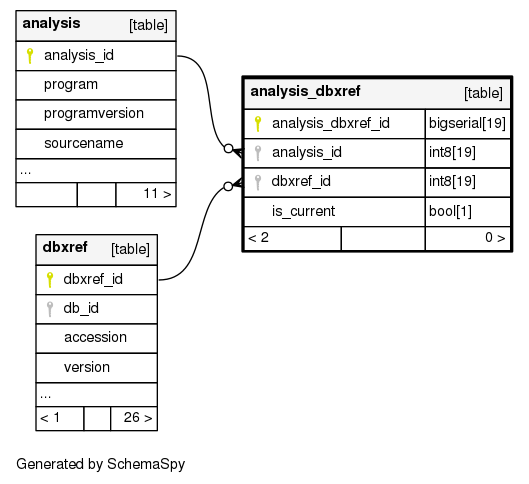 analysis [table]
analysis_id
program
programversion
sourcename
...
11 >
analysis_dbxref [table]
analysis_dbxref_id bigserial[19]
analysis_id int8[19]
dbxref_id int8[19]
is_current bool[1]
< 2 0 >
dbxref [table]
dbxref_id
db_id
accession
version
...
< 1 26 >
Generated by SchemaSpy